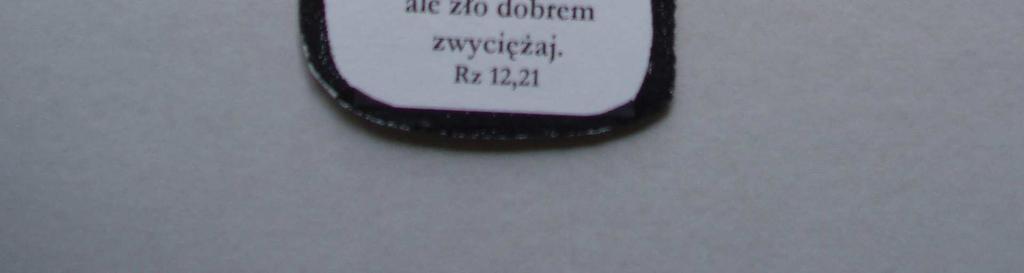 ale zło dobrem
zwyciężaj.
Rz 12,21